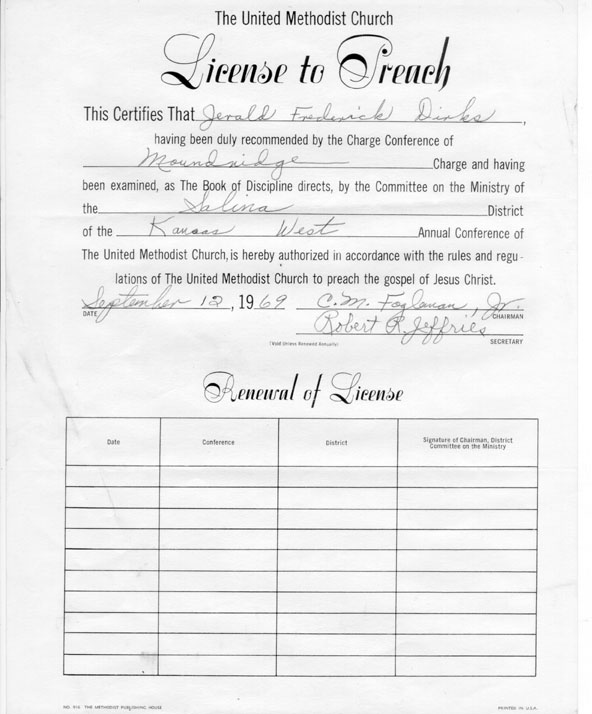 The United Methodist Church
License to Preach
This Certifies That Jerald Frederick Dirks,
having been duly recommended by the Charge Conference of
Moundridge Charge and having
been examined, as The Book of Discipline directs, by the Committee on the Ministry of
the Salina District
of the Kansas West Annual Conference of
The United Methodist Church, is hereby authorized in accordance with the rules and regu-
lations of The United Methodist Church to preach the gospel of Jesus Christ.
September 12, 1969 C.M. Fogleman, Jr.
DATE CHAIRMAN
Robert R. Jeffries
(Void Unless Renewed Annually) SECRETARY
Renewal of License
Date Conference District Signature of Chairman, District
Committee on the Ministry
NO. 916 THE METHODIST PUBLISHING HOUSE PRINTED IN U.S.A.